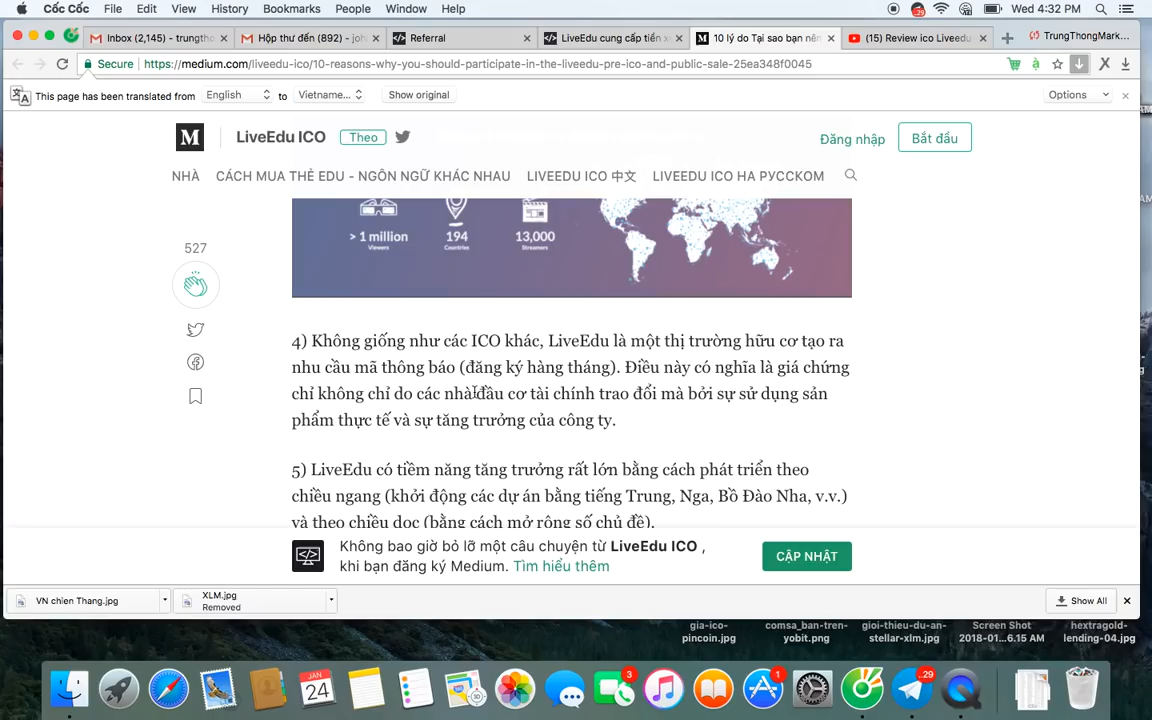 Cốc Cốc File Edit View History Bookmarks People Window Help
29
Wed 4:32 PM
Inbox (2,145) - trungtho
Hộp thư đến (892) - joh
Referral
LiveEdu cung cấp tiền x
10 lý do Tại sao bạn nên
(15) Review ico Liveedu
TrungThongMark...
Secure https://medium.com/liveedu-ico/10-reasons-why-you-should-participate-in-the-liveedu-pre-ico-and-public-sale-25ea348f0045
This page has been translated from English to Vietname... Show original Options
M LiveEdu ICO Theo Đăng nhập Bắt đầu
NHÀ CÁCH MUA THẺ EDU - NGÔN NGỮ KHÁC NHAU LIVEEDU ICO 中文 LIVEEDU ICO НА РУССКОМ
> 1 million 194 13,000
Viewers Countries Streamers
527
4) Không giống như các ICO khác, LiveEdu là một thị trường hữu cơ tạo ra
nhu cầu mã thông báo (đăng ký hàng tháng). Điều này có nghĩa là giá chứng
chỉ không chỉ do các nhà đầu cơ tài chính trao đổi mà bởi sự sử dụng sản
phẩm thực tế và sự tăng trưởng của công ty.
5) LiveEdu có tiềm năng tăng trưởng rất lớn bằng cách phát triển theo
chiều ngang (khởi động các dự án bằng tiếng Trung, Nga, Bồ Đào Nha, v.v.)
và theo chiều dọc (bằng cách mở rộng số chủ đề).
Không bao giờ bỏ lỡ một câu chuyện từ LiveEdu ICO ,
khi bạn đăng ký Medium. Tìm hiểu thêm
CẬP NHẬT
VN chien Thang.jpg
XLM.jpg
Removed
Show All
gia-ico-
pincoin.jpg
comsa_ban-tren-
yobit.png
gioi-thieu-du-an-
stellar-xlm.jpg
Screen Shot
2018-01...6.15 AM
hextragold-
lending-04.jpg
JAN
24
3
1
29